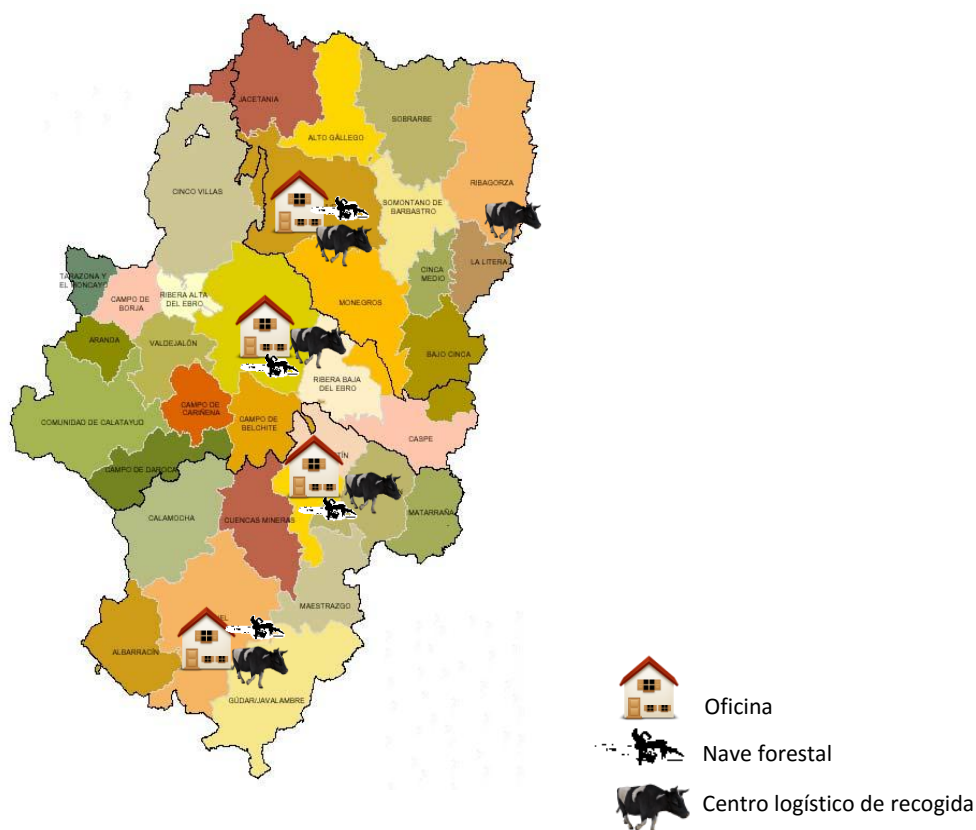 JACETANIA
ALTO GÁLLEGO
SOBRARBE
RIBAGORZA
CINCO VILLAS
SOMONTANO DE
BARBASTRO
LA LITERA
CINCA
MEDIO
TARAZONA Y
EL MONCAYO
CAMPO DE
BORJA
RIBERA ALTA
DEL EBRO
MONEGROS
ARANDA
VALDEJALÓN
BAJO CINCA
RIBERA BAJA
DEL EBRO
CAMPO DE
CARIÑENA
COMUNIDAD DE CALATAYUD
CAMPO DE
BELCHITE
CASPE
CAMPO DE DAROCA
MATARRAÑA
CALAMOCHA
CUENCAS MINERAS
MAESTRAZGO
ALBARRACÍN
GÚDAR/JAVALAMBRE
Oficina
Nave forestal
Centro logístico de recogida